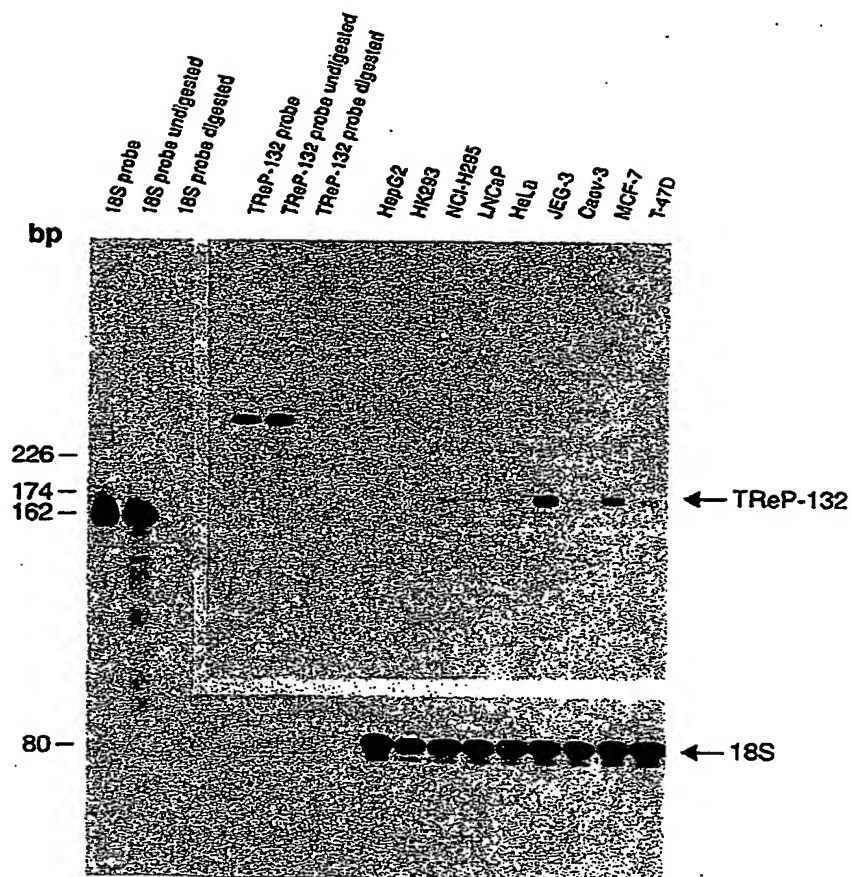 18S probe
18S probe undigested
18S probe digested
TReP-132 probe
TReP-132 probe undigested
TReP-132 probe digested
HepG2
HK293
NCI-H295
LNCaP
HeLa
JEG-3
Caov-3
MCF-7
T-47D
bp
226
174
162
TReP-132
80
18S